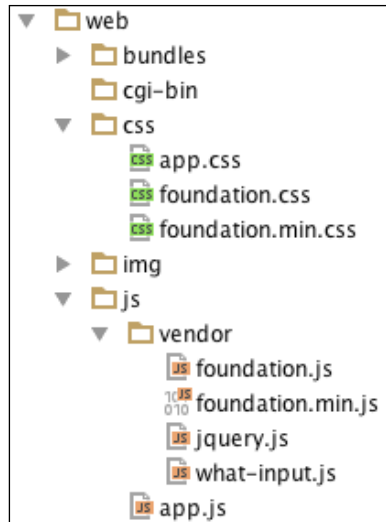 web
bundles
cgi-bin
css
app.css
foundation.css
foundation.min.css
img
js
vendor
foundation.js
foundation.min.js
jquery.js
what-input.js
app.js